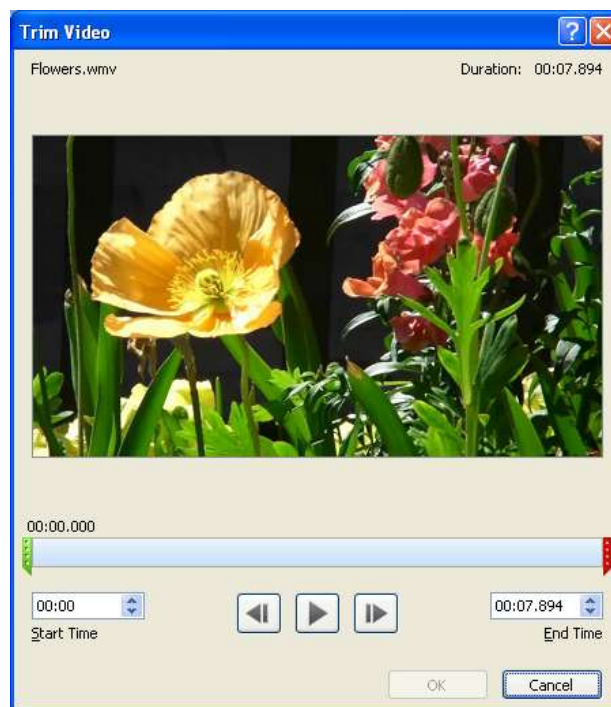 Trim Video
Flowers.wmv Duration: 00:07.894
00:00.000
00:00 00:07.894
Start Time End Time
OK Cancel